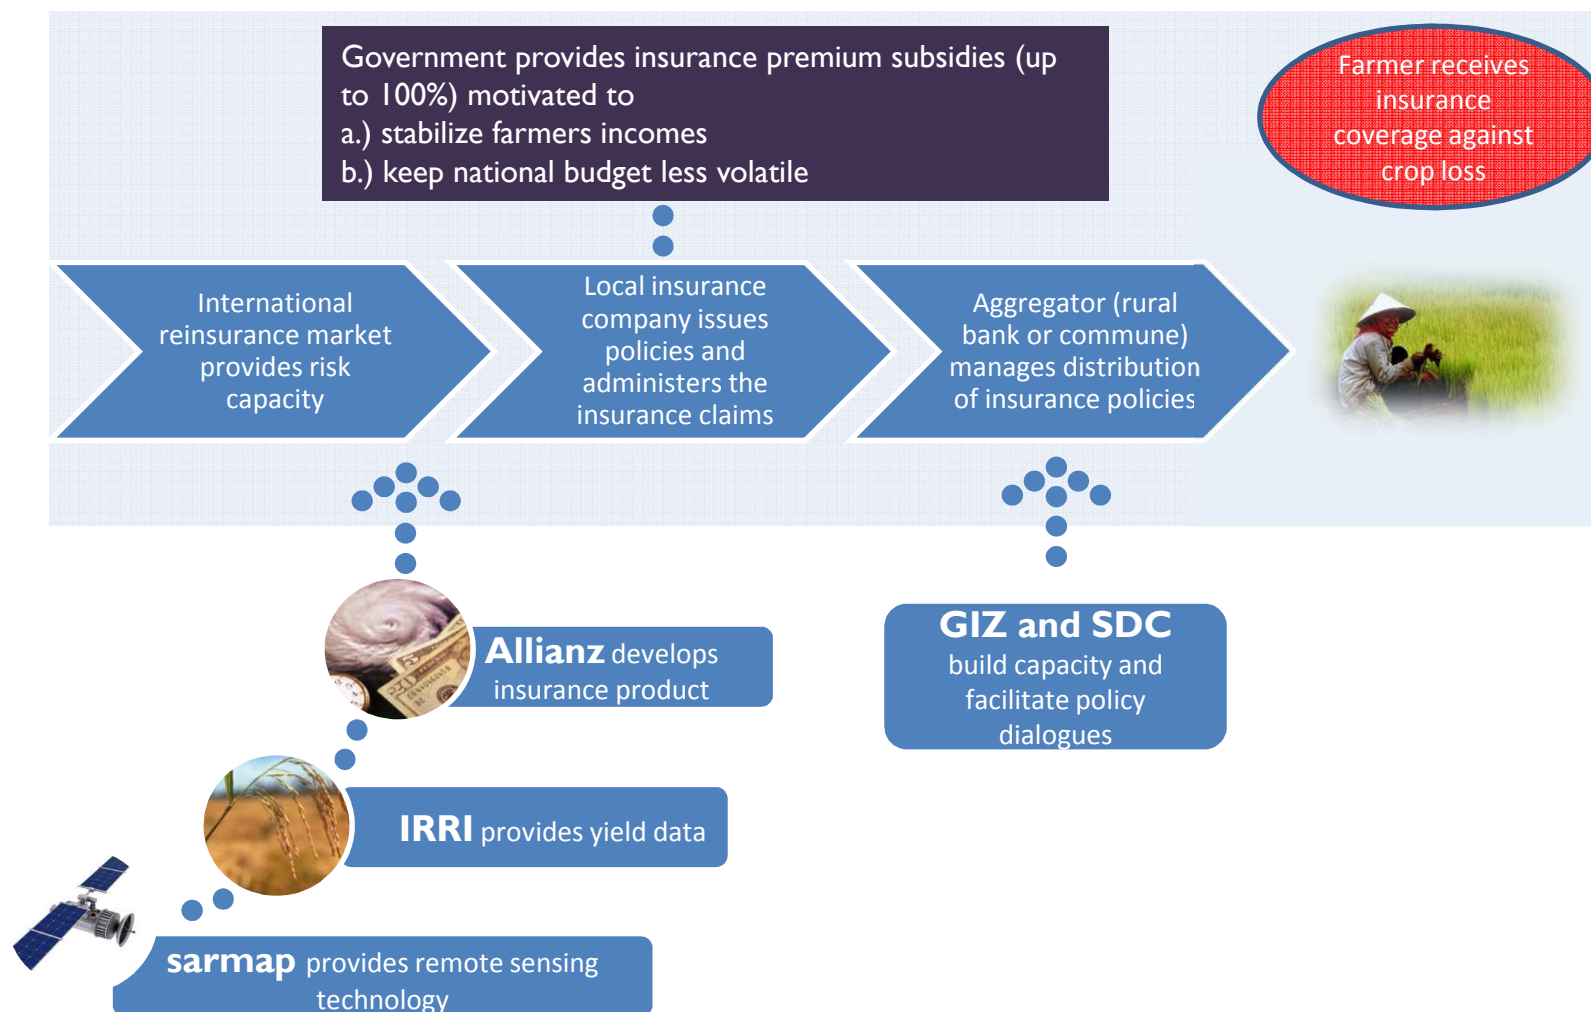 Government provides insurance premium subsidies (up
to 100%) motivated to
a.) stabilize farmers incomes
b.) keep national budget less volatile
Farmer receives
insurance
coverage against
crop loss
International
reinsurance market
provides risk
capacity
Local insurance
company issues
policies and
administers the
insurance claims
Aggregator (rural
bank or commune)
manages distribution
of insurance policies
Allianz develops
insurance product
GIZ and SDC
build capacity and
facilitate policy
dialogues
IRRI provides yield data
sarmap provides remote sensing
technology